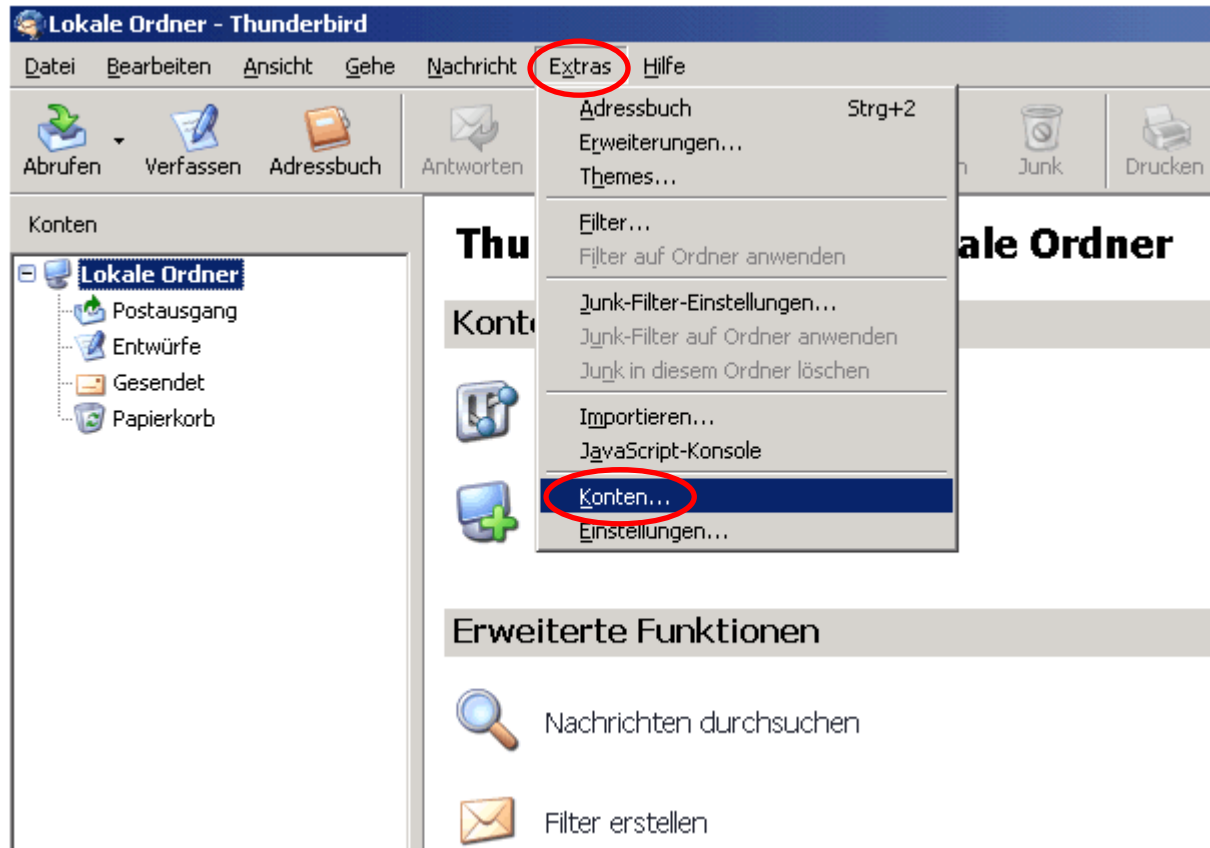 Lokale Ordner - Thunderbird
Datei Bearbeiten Ansicht Gehe Nachricht Extras Hilfe
Abrufen Verfassen Adressbuch Antworten Junk Drucken
Adressbuch Strg+2
Erweiterungen...
Themes...
Filter...
Filter auf Ordner anwenden
Junk-Filter-Einstellungen...
Junk-Filter auf Ordner anwenden
Junk in diesem Ordner löschen
Importieren...
JavaScript-Konsole
Konten...
Einstellungen...
Konten
Lokale Ordner
Postausgang
Entwürfe
Gesendet
Papierkorb
Thu ale Ordner
Konte
Erweiterte Funktionen
Nachrichten durchsuchen
Filter erstellen